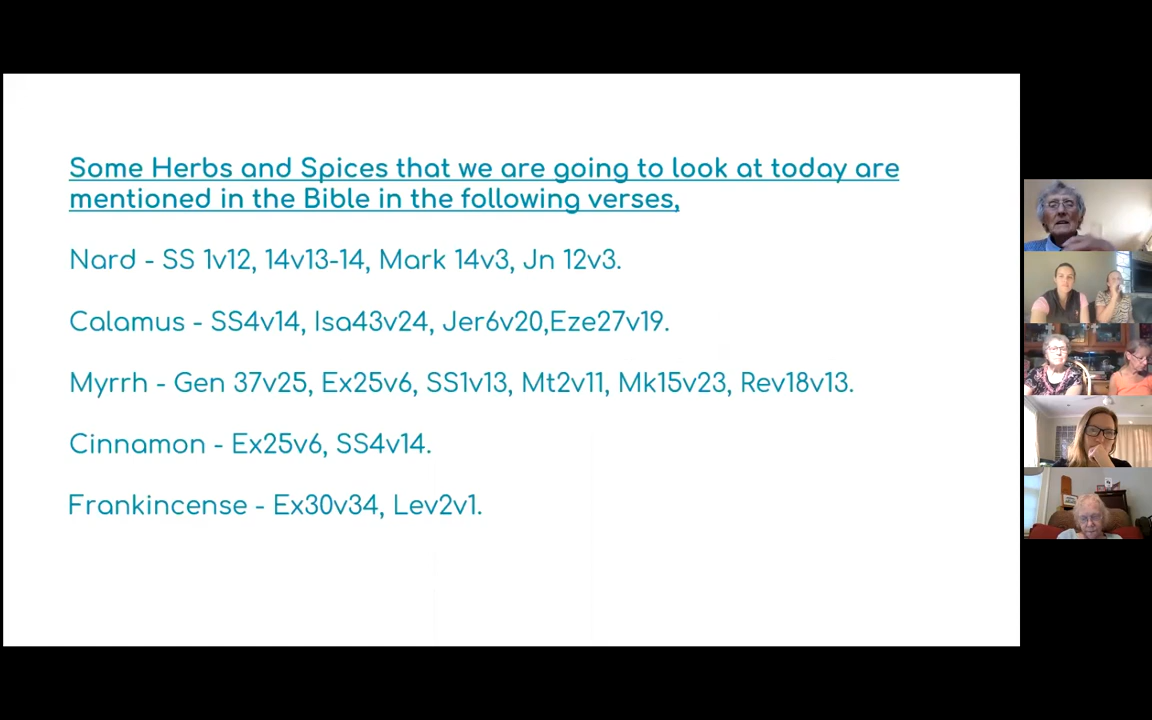 Some Herbs and Spices that we are going to look at today are
mentioned in the Bible in the following verses,
Nard - SS 1v12, 14v13-14, Mark 14v3, Jn 12v3.
Calamus - SS4v14, Isa43v24, Jer6v20,Eze27v19.
Myrrh - Gen 37v25, Ex25v6, SS1v13, Mt2v11, Mk15v23, Rev18v13.
Cinnamon - Ex25v6, SS4v14.
Frankincense - Ex30v34, Lev2v1.